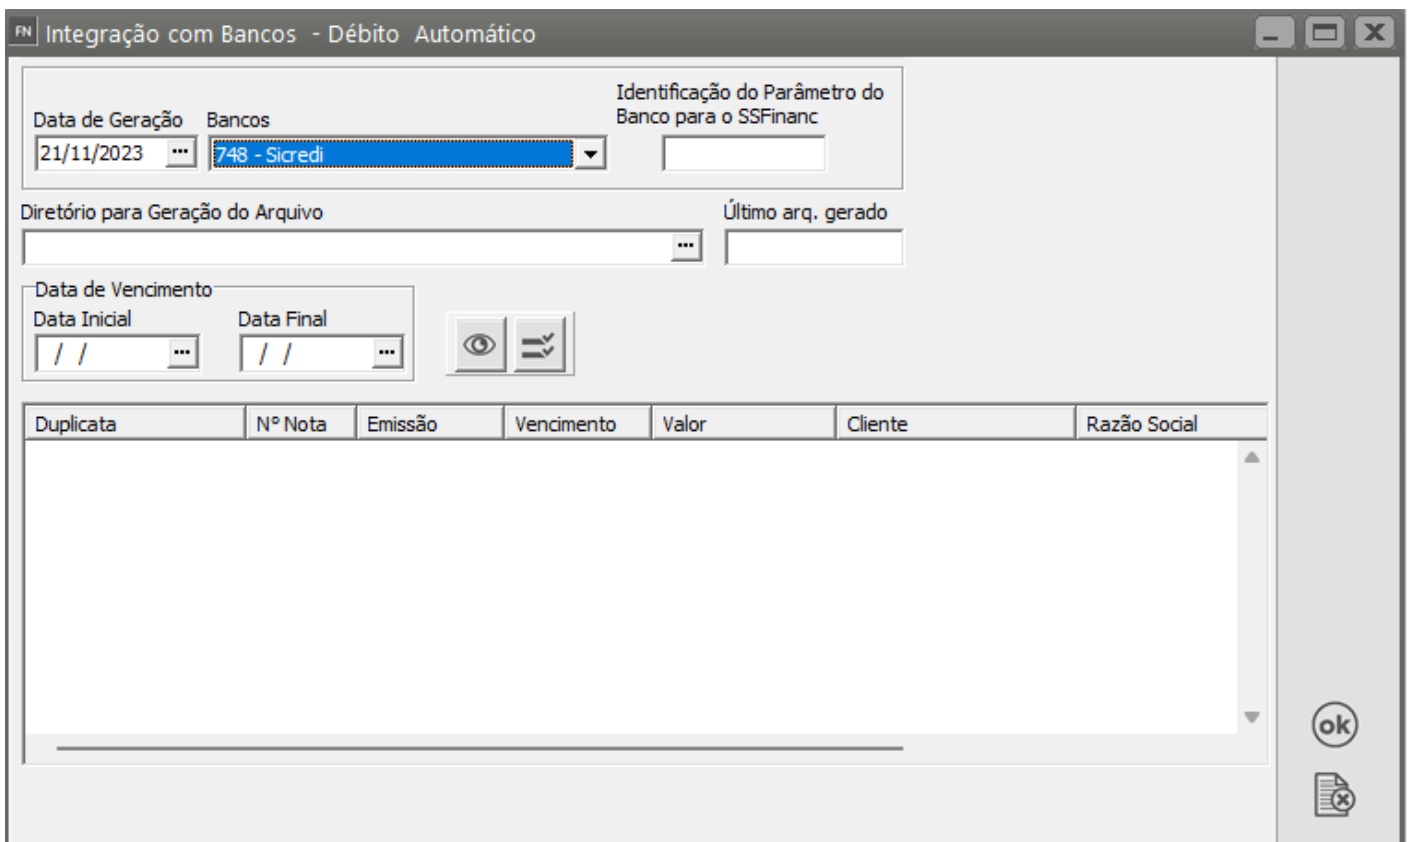 FN Integração com Bancos - Débito Automático
Identificação do Parâmetro do
Data de Geração Bancos Banco para o SSFinanc
21/11/2023 ... 748 - Sicredi
Diretório para Geração do Arquivo Último arq. gerado
...
Data de Vencimento
Data Inicial Data Final
/ / ... / / ...
Duplicata Nº Nota Emissão Vencimento Valor Cliente Razão Social
ok